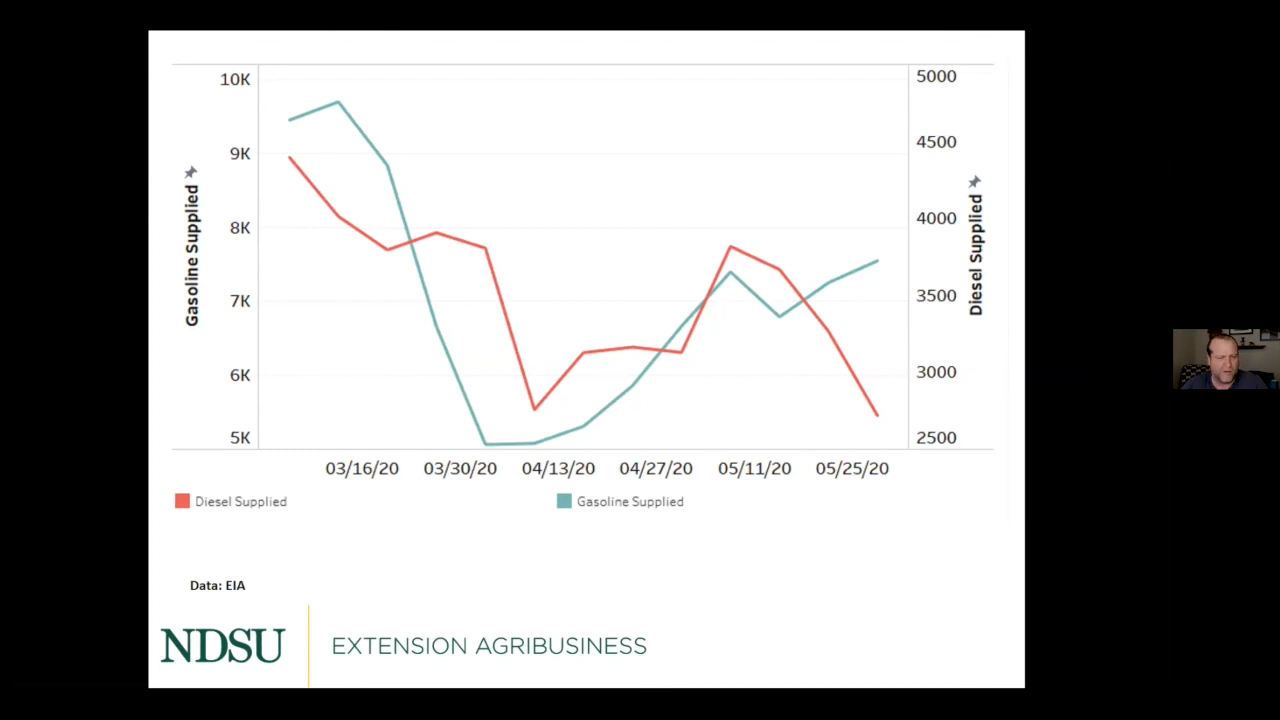 10K
9K
8K
7K
6K
5K
Gasoline Supplied
5000
4500
4000
3500
3000
2500
Diesel Supplied
03/16/20 03/30/20 04/13/20 04/27/20 05/11/20 05/25/20
Diesel Supplied
Gasoline Supplied
Data: EIA
NDSU
EXTENSION AGRIBUSINESS